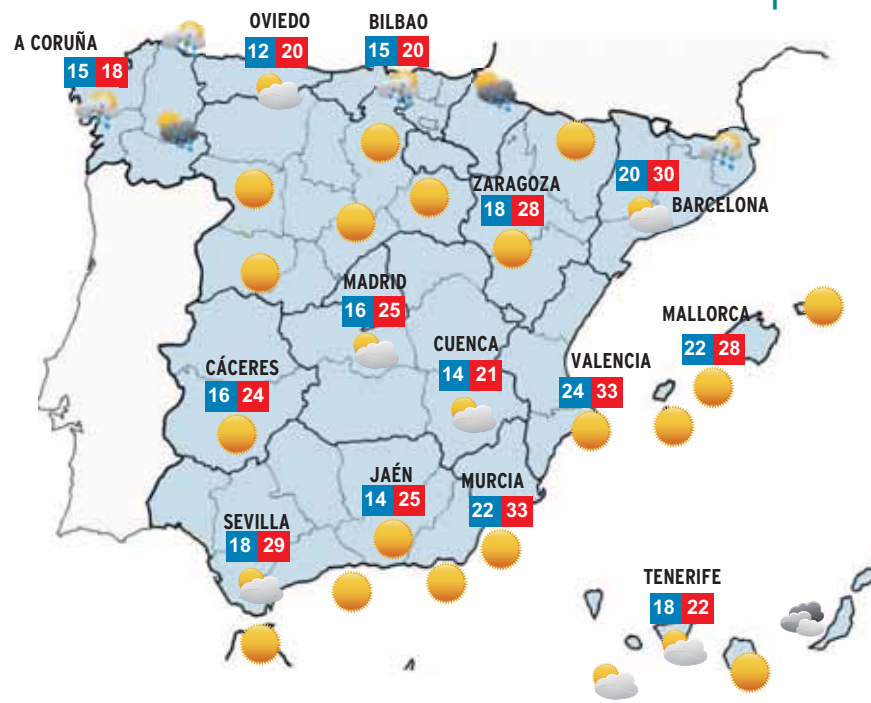 OVIEDO
12 20
BILBAO
15 20
A CORUÑA
15 18
ZARAGOZA
18 28
20 30
BARCELONA
MADRID
16 25
MALLORCA
22 28
CUENCA
14 21
VALENCIA
24 33
CÁCERES
16 24
JAÉN
14 25
MURCIA
22 33
SEVILLA
18 29
TENERIFE
18 22